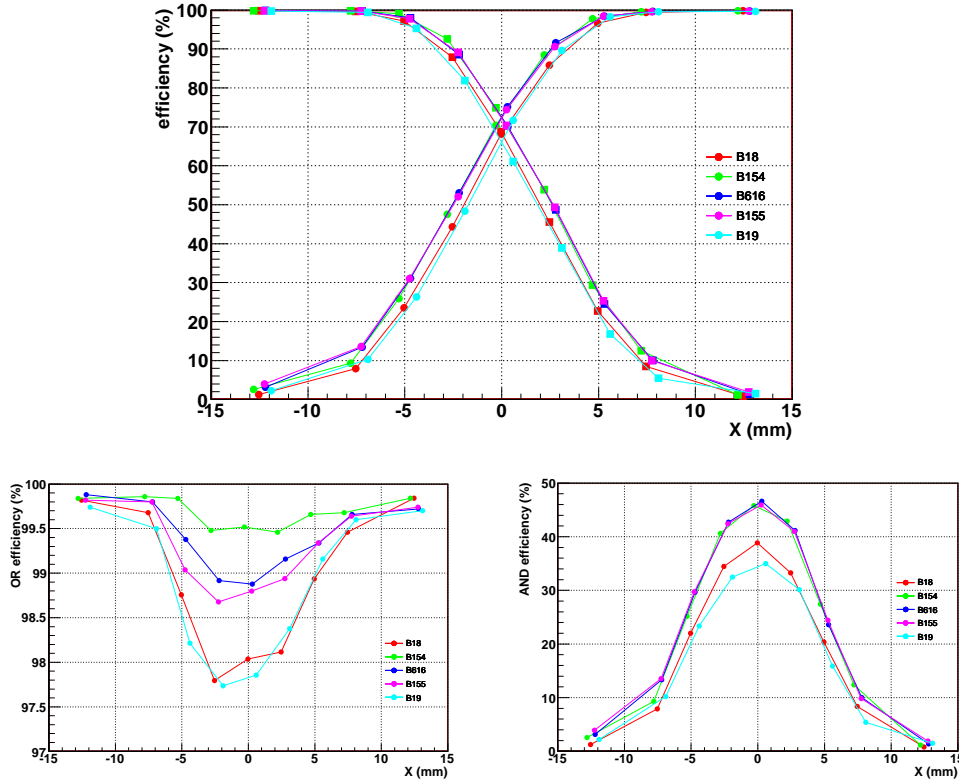 efficiency (%)
100
90
80
70
60
50
40
30
20
10
0
B18
B154
B616
B155
B19
-15 -10 -5 0 5 10 15
X (mm)
OR efficiency (%)
100
99.5
99
98.5
98
97.5
97
B18
B154
B616
B155
B19
-15 -10 -5 0 5 10 15
X (mm)
AND efficiency (%)
50
40
30
20
10
0
B18
B154
B616
B155
B19
-15 -10 -5 0 5 10 15
X (mm)